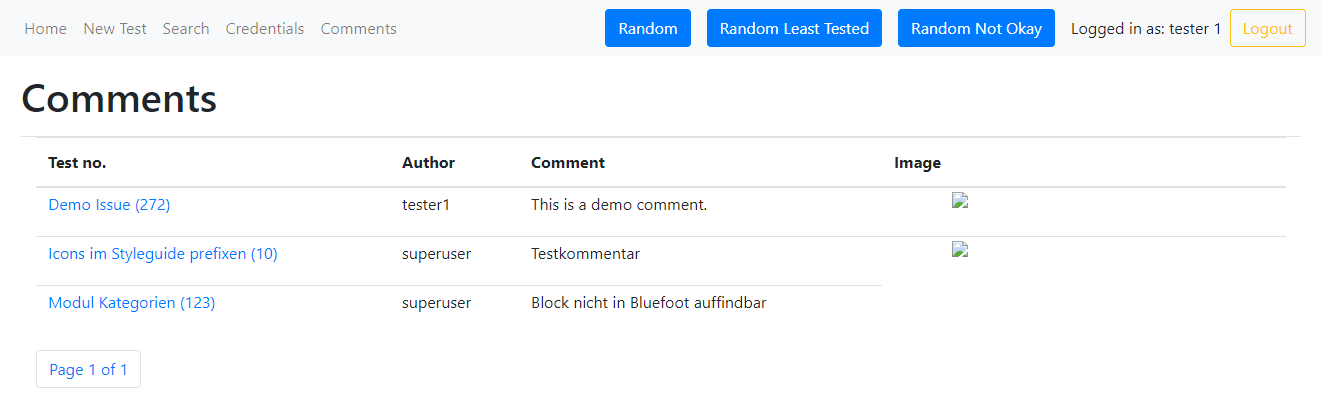 Home New Test Search Credentials Comments Random Random Least Tested Random Not Okay Logged in as: tester 1 Logout
Comments
Test no. Author Comment Image
Demo Issue (272) tester1 This is a demo comment.
Icons im Styleguide prefixen (10) superuser Testkommentar
Modul Kategorien (123) superuser Block nicht in Bluefoot auffindbar
Page 1 of 1